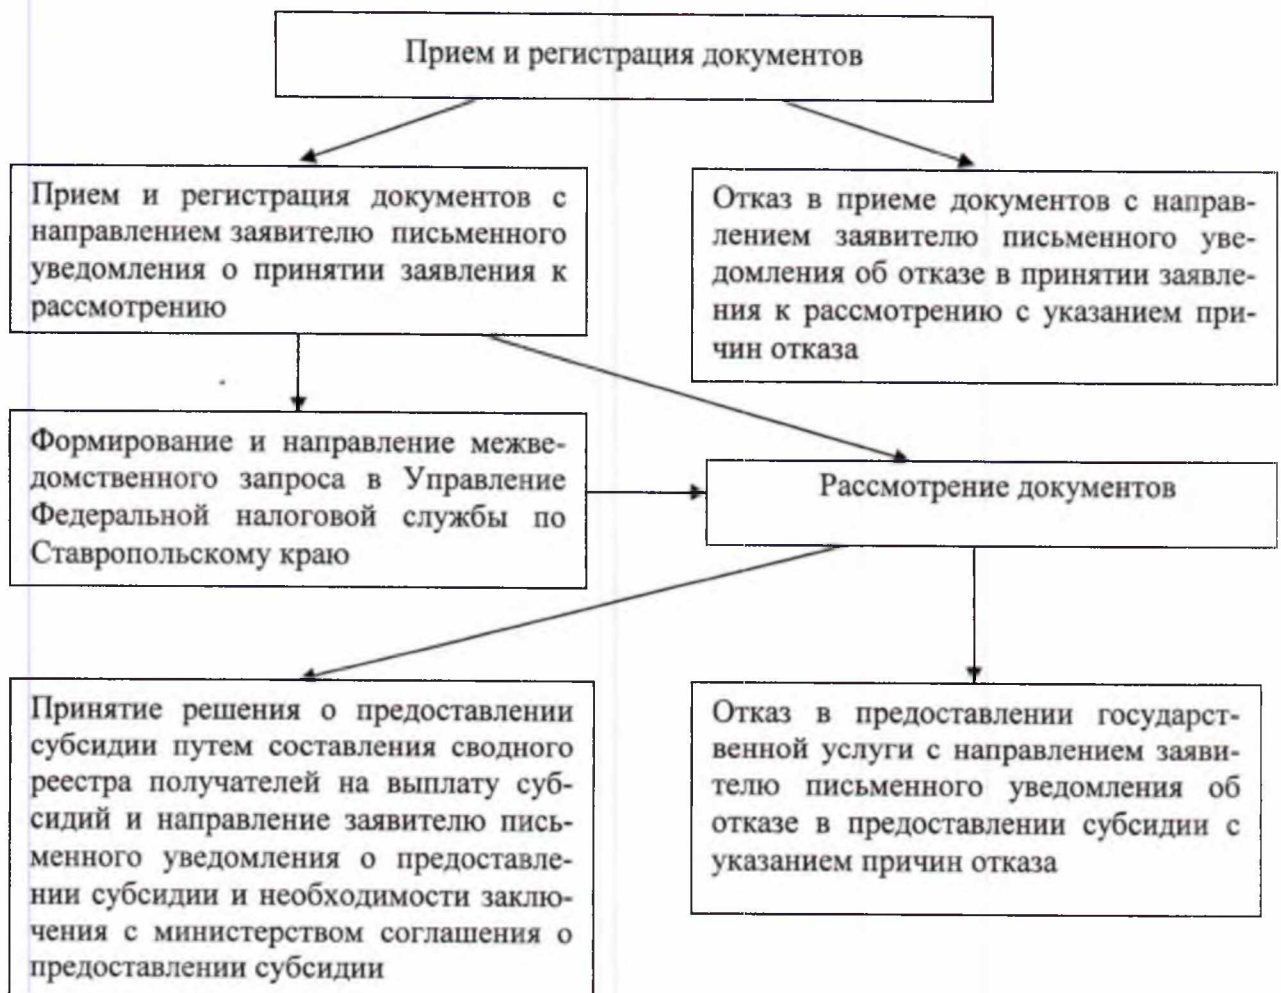 Прием и регистрация документов
Прием и регистрация документов с
направлением заявителю письменного
уведомления о принятии заявления к
рассмотрению
Отказ в приеме документов с направ-
лением заявителю письменного уве-
домления об отказе в принятии заявле-
ния к рассмотрению с указанием при-
чин отказа
Формирование и направление межве-
домственного запроса в Управление
Федеральной налоговой службы по
Ставропольскому краю
Рассмотрение документов
Принятие решения о предоставлении
субсидии путем составления сводного
реестра получателей на выплату суб-
сидий и направление заявителю пись-
менного уведомления о предоставле-
нии субсидии и необходимости заклю-
чения с министерством соглашения о
предоставлении субсидии
Отказ в предоставлении государст-
венной услуги с направлением заяви-
телю письменного уведомления об
отказе в предоставлении субсидии с
указанием причин отказа